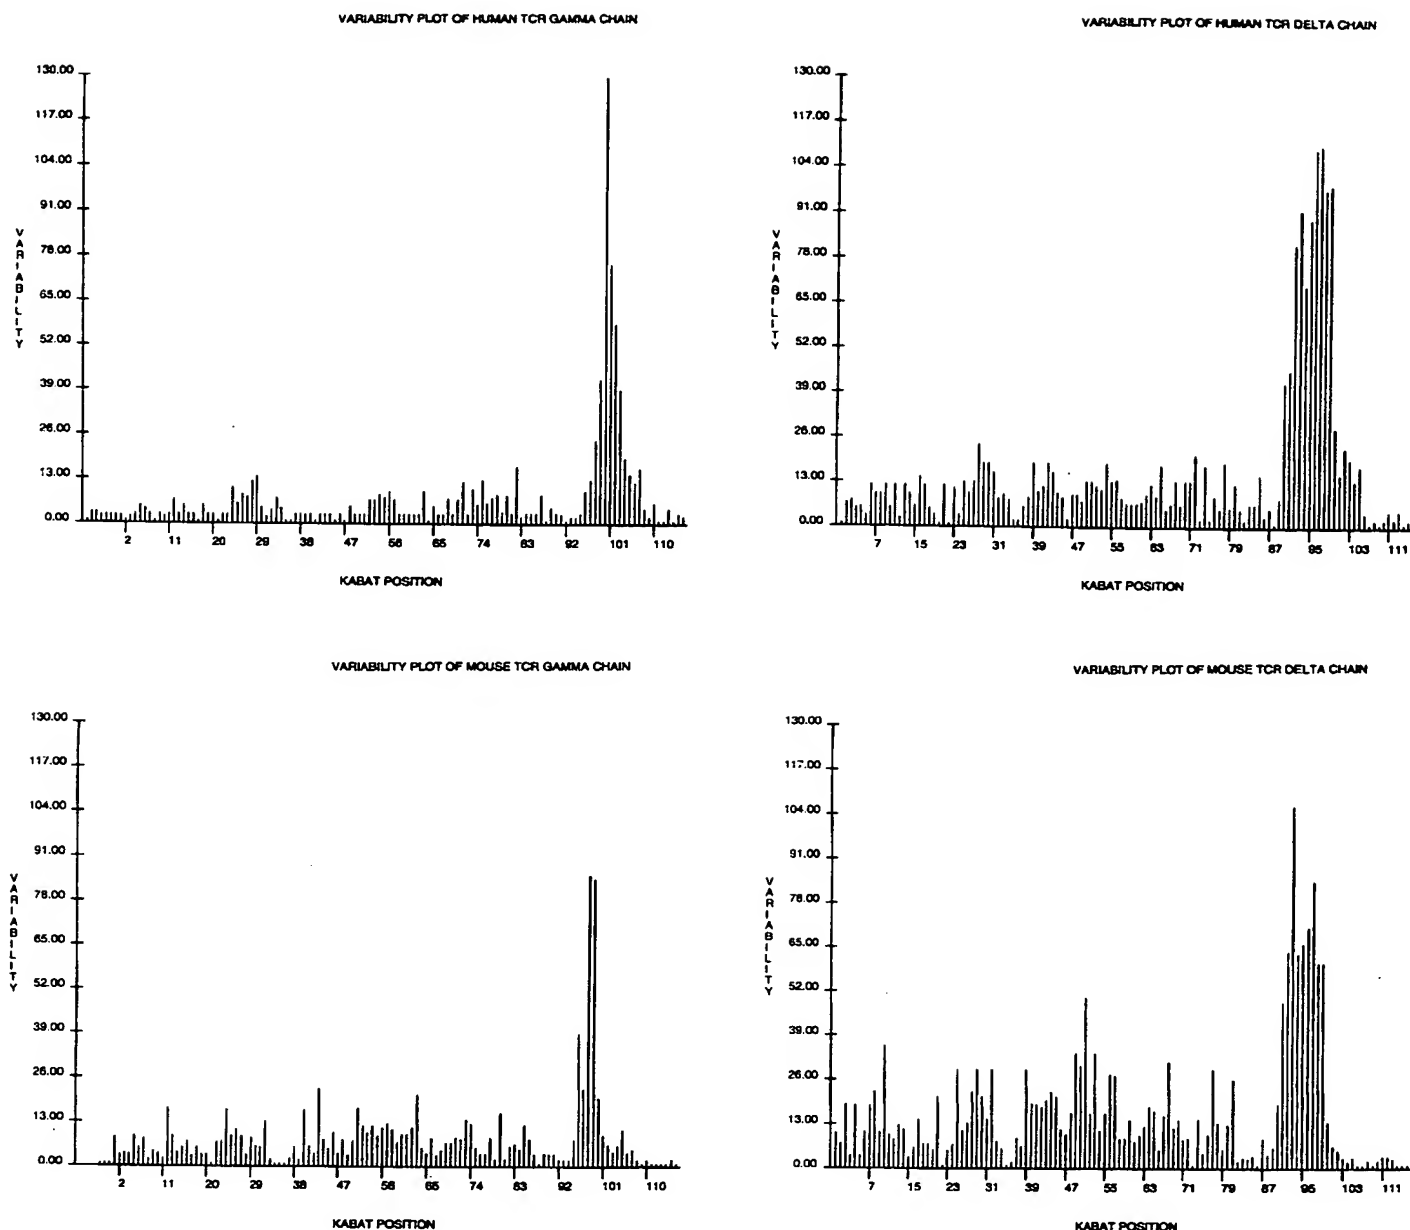 VARIABILITY PLOT OF HUMAN TCR GAMMA CHAIN
130.00
117.00
104.00
91.00
78.00
65.00
52.00
39.00
26.00
13.00
0.00
VARIABILITY
2 11 20 29 38 47 56 65 74 83 92 101 110
KABAT POSITION
VARIABILITY PLOT OF HUMAN TCR DELTA CHAIN
130.00
117.00
104.00
91.00
78.00
65.00
52.00
39.00
26.00
13.00
0.00
VARIABILITY
7 15 23 31 39 47 55 63 71 79 87 95 103 111
KABAT POSITION
VARIABILITY PLOT OF MOUSE TCR GAMMA CHAIN
130.00
117.00
104.00
91.00
78.00
65.00
52.00
39.00
26.00
13.00
0.00
VARIABILITY
2 11 20 29 38 47 56 65 74 83 92 101 110
KABAT POSITION
VARIABILITY PLOT OF MOUSE TCR DELTA CHAIN
130.00
117.00
104.00
91.00
78.00
65.00
52.00
39.00
26.00
13.00
0.00
VARIABILITY
7 15 23 31 39 47 55 63 71 79 87 95 103 111
KABAT POSITION